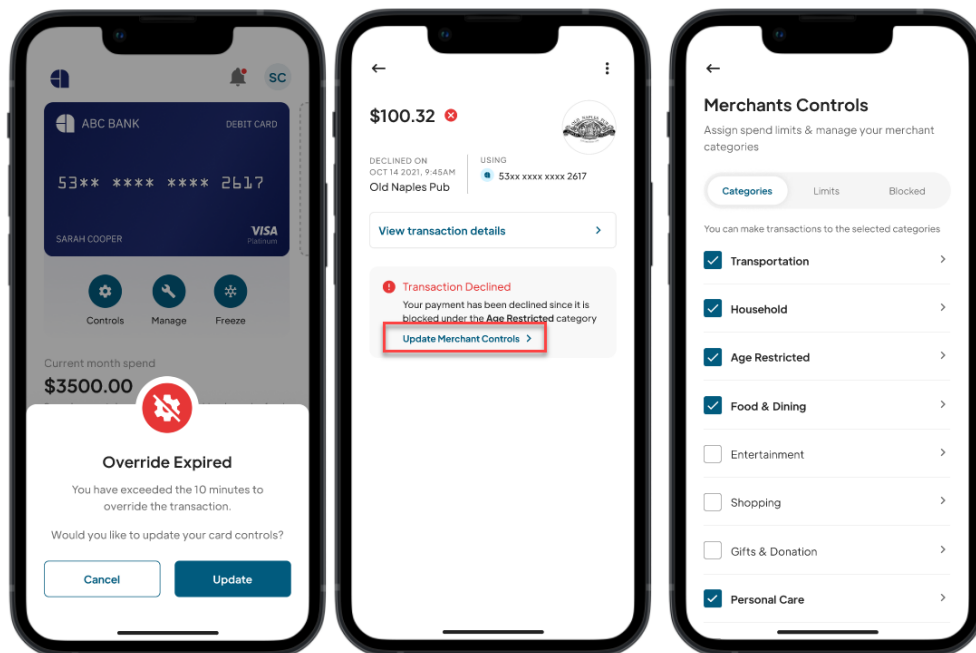 SC
ABC BANK
DEBIT CARD
53** **** **** 2617
SARAH COOPER
VISA
Platinum
Controls
Manage
Freeze
Current month spend
$3500.00
Override Expired
You have exceeded the 10 minutes to
override the transaction.
Would you like to update your card controls?
Cancel
Update
$100.32
OLD NAPLES PUB
DECLINED ON
OCT 14 2021, 9:45AM
Old Naples Pub
USING
53xx xxxx xxxx 2617
View transaction details
Transaction Declined
Your payment has been declined since it is
blocked under the Age Restricted category
Update Merchant Controls
Merchants Controls
Assign spend limits & manage your merchant
categories
Categories
Limits
Blocked
You can make transactions to the selected categories
Transportation
Household
Age Restricted
Food & Dining
Entertainment
Shopping
Gifts & Donation
Personal Care